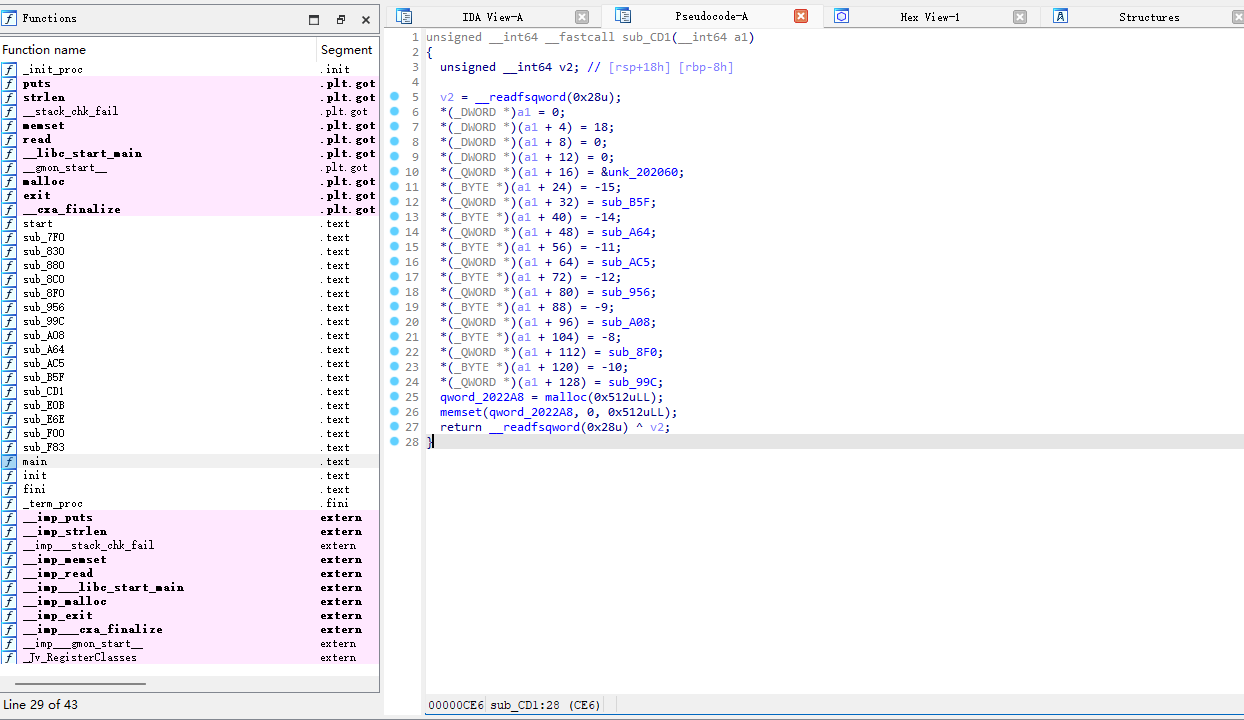 Functions
Function name Segment
_init_proc .init
puts .plt.got
strlen .plt.got
__stack_chk_fail .plt.got
memset .plt.got
read .plt.got
__libc_start_main .plt.got
__gmon_start__ .plt.got
malloc .plt.got
exit .plt.got
__cxa_finalize .plt.got
start .text
sub_7F0 .text
sub_830 .text
sub_880 .text
sub_8C0 .text
sub_8F0 .text
sub_956 .text
sub_99C .text
sub_A08 .text
sub_A64 .text
sub_AC5 .text
sub_B5F .text
sub_CD1 .text
sub_E0B .text
sub_E6E .text
sub_F00 .text
sub_F83 .text
main .text
init .text
fini .text
_term_proc .fini
__imp_puts extern
__imp_strlen extern
__imp___stack_chk_fail extern
__imp_memset extern
__imp_read extern
__imp___libc_start_main extern
__imp_malloc extern
__imp_exit extern
__imp___cxa_finalize extern
__imp___gmon_start__ extern
_Jv_RegisterClasses extern
Line 29 of 43
IDA View-A Pseudocode-A Hex View-1 Structures
1 unsigned __int64 __fastcall sub_CD1(__int64 a1)
2 {
3 unsigned __int64 v2; // [rsp+18h] [rbp-8h]
4
5 v2 = __readfsqword(0x28u);
6 *(_DWORD *)a1 = 0;
7 *(_DWORD *)(a1 + 4) = 18;
8 *(_DWORD *)(a1 + 8) = 0;
9 *(_DWORD *)(a1 + 12) = 0;
10 *(_QWORD *)(a1 + 16) = &unk_202060;
11 *(_BYTE *)(a1 + 24) = -15;
12 *(_QWORD *)(a1 + 32) = sub_B5F;
13 *(_BYTE *)(a1 + 40) = -14;
14 *(_QWORD *)(a1 + 48) = sub_A64;
15 *(_BYTE *)(a1 + 56) = -11;
16 *(_QWORD *)(a1 + 64) = sub_AC5;
17 *(_BYTE *)(a1 + 72) = -12;
18 *(_QWORD *)(a1 + 80) = sub_956;
19 *(_BYTE *)(a1 + 88) = -9;
20 *(_QWORD *)(a1 + 96) = sub_A08;
21 *(_BYTE *)(a1 + 104) = -8;
22 *(_QWORD *)(a1 + 112) = sub_8F0;
23 *(_BYTE *)(a1 + 120) = -10;
24 *(_QWORD *)(a1 + 128) = sub_99C;
25 qword_2022A8 = malloc(0x512uLL);
26 memset(qword_2022A8, 0, 0x512uLL);
27 return __readfsqword(0x28u) ^ v2;
28 }
00000CE6 sub_CD1:28 (CE6)